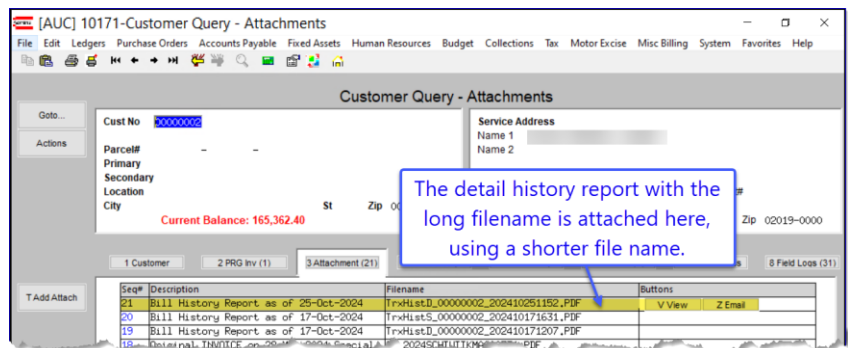 [AUC] 10171-Customer Query - Attachments
File Edit Ledgers Purchase Orders Accounts Payable Fixed Assets Human Resources Budget Collections Tax Motor Excise Misc Billing System Favorites Help
Customer Query - Attachments
Goto...
Actions
Cust No 00000002
Parcel# - -
Primary
Secondary
Location
City St Zip
Current Balance: 165,362.40
Service Address
Name 1
Name 2
#
Zip 02019-0000
The detail history report with the
long filename is attached here,
using a shorter file name.
1 Customer 2 PRG Inv (1) 3 Attachment (21) 8 Field Logs (31)
T Add Attach
Seq# Description Filename Buttons
21 Bill History Report as of 25-Oct-2024 TrxHistD_00000002_202410251152.PDF V View Z Email
20 Bill History Report as of 17-Oct-2024 TrxHistS_00000002_202410171631.PDF
19 Bill History Report as of 17-Oct-2024 TrxHistD_00000002_202410171207.PDF
18